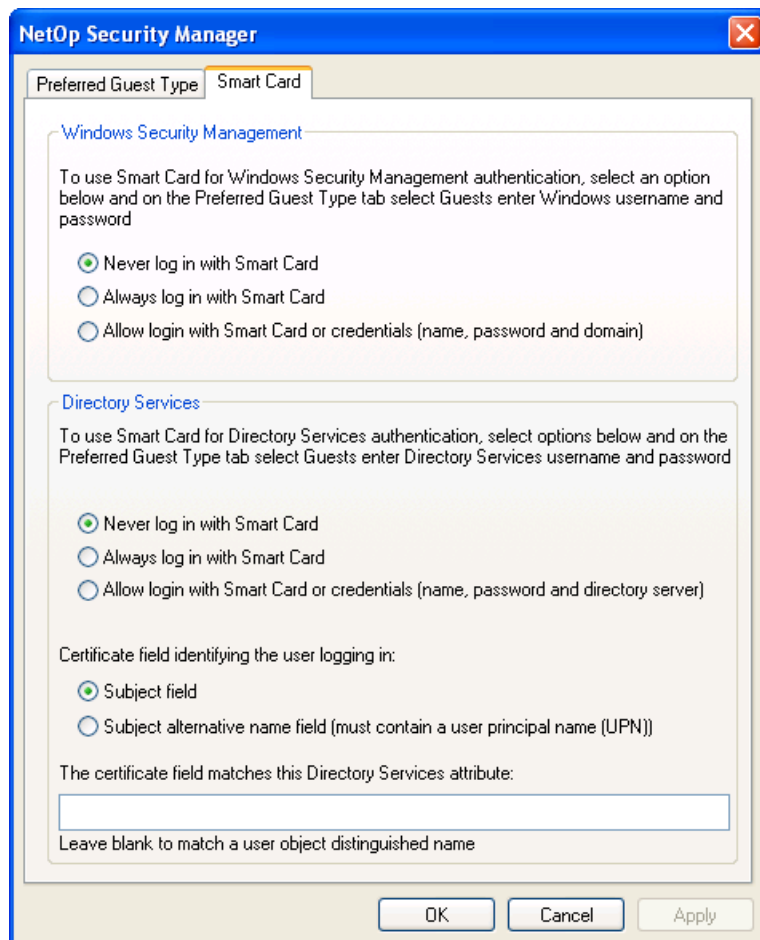 NetOp Security Manager
Preferred Guest Type
Smart Card
Windows Security Management
To use Smart Card for Windows Security Management authentication, select an option
below and on the Preferred Guest Type tab select Guests enter Windows username and
password
Never log in with Smart Card
Always log in with Smart Card
Allow login with Smart Card or credentials (name, password and domain)
Directory Services
To use Smart Card for Directory Services authentication, select options below and on the
Preferred Guest Type tab select Guests enter Directory Services username and password
Never log in with Smart Card
Always log in with Smart Card
Allow login with Smart Card or credentials (name, password and directory server)
Certificate field identifying the user logging in:
Subject field
Subject alternative name field (must contain a user principal name (UPN))
The certificate field matches this Directory Services attribute:
Leave blank to match a user object distinguished name
OK
Cancel
Apply